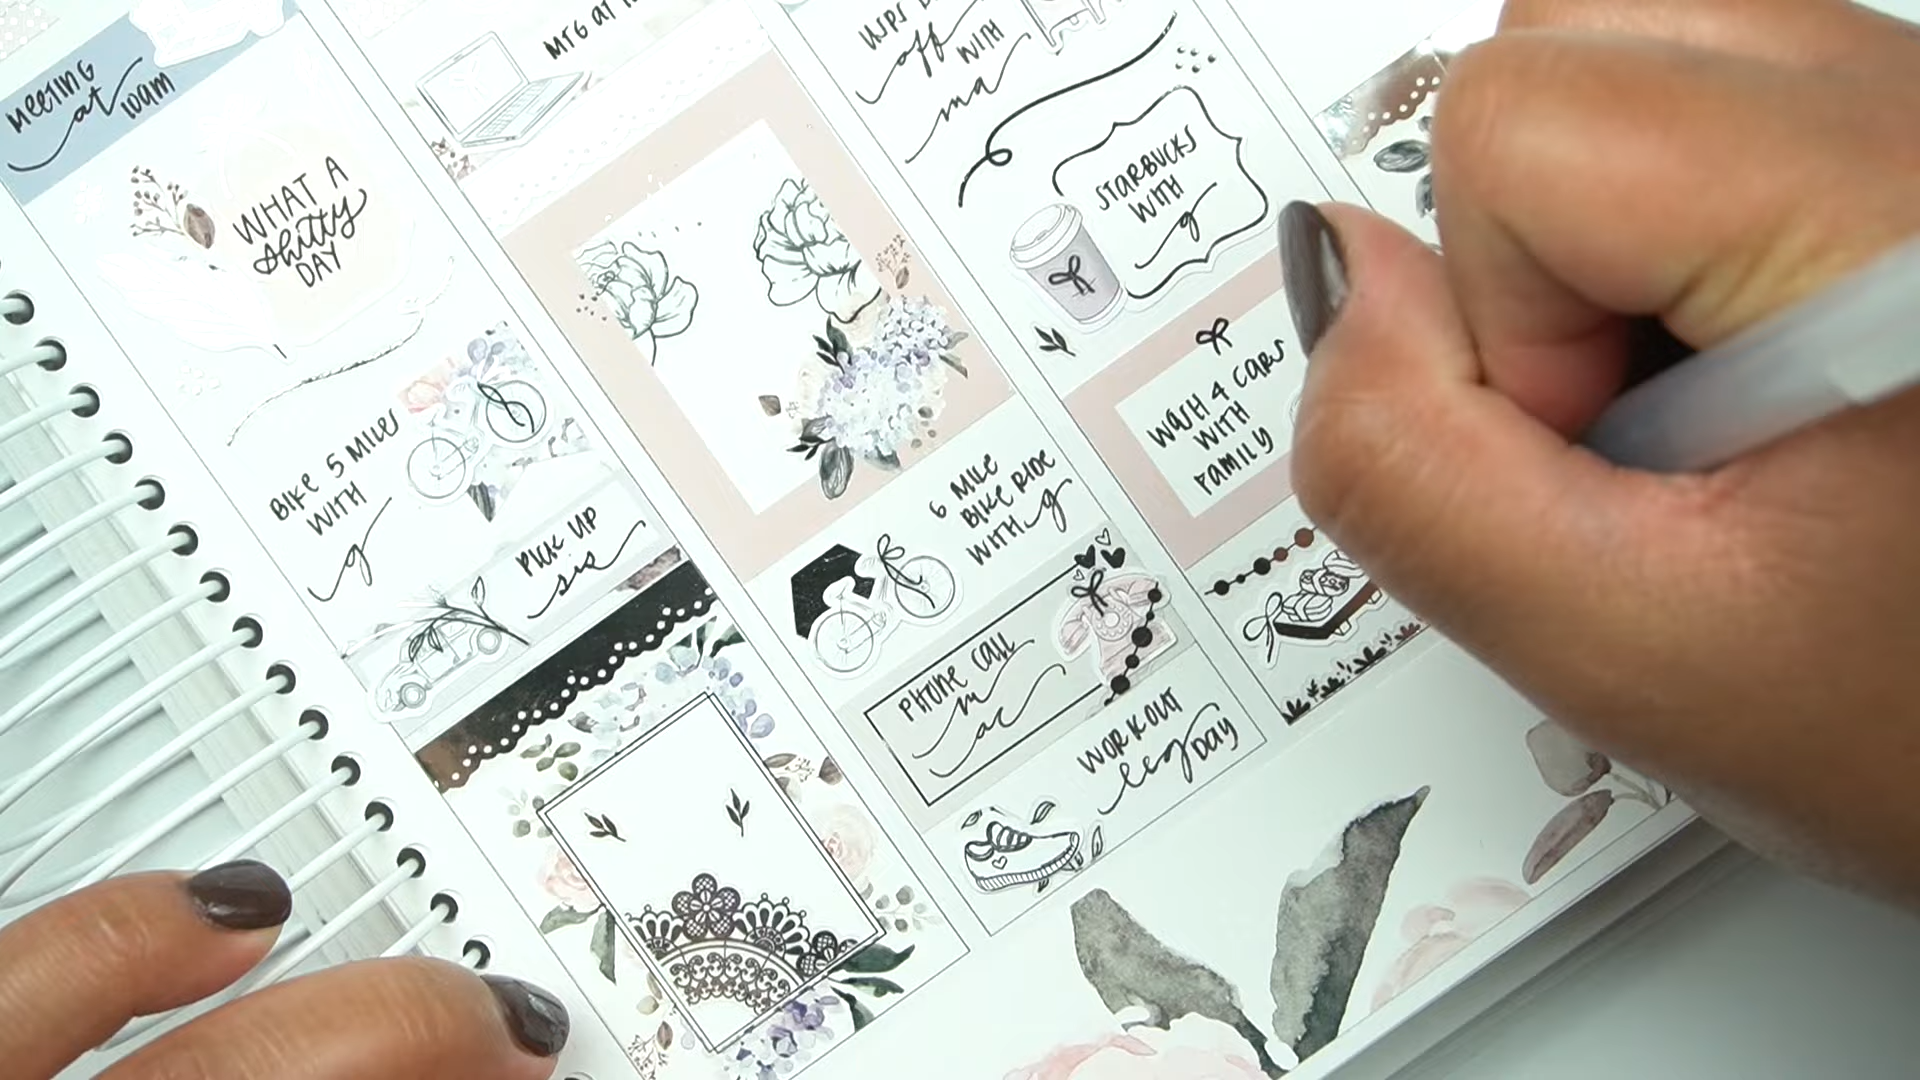 MEETING
at 10am
WHAT A
shitty
DAY
BIKE 5 MILES
WITH
g
PICK UP
sis
MTG AT
off
WITH
ma
STARBUCKS
WITH
g
6 MILE
BIKE RIDE
WITH g
PHONE CALL
WORKOUT
leg DAY
WASH 4 CARS
WITH
FAMILY